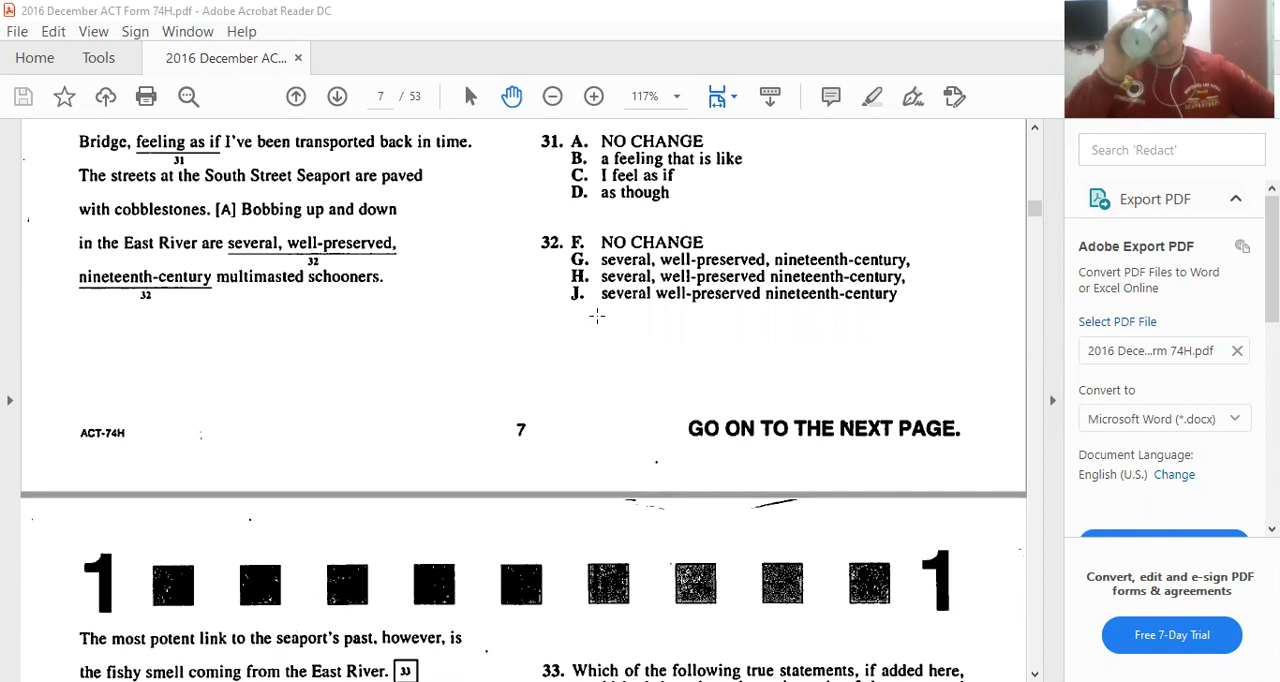 2016 December ACT Form 74H.pdf - Adobe Acrobat Reader DC
File Edit View Sign Window Help
Home Tools 2016 December AC... ×
7 / 53 117%
Bridge, feeling as if I've been transported back in time.
31
The streets at the South Street Seaport are paved
with cobblestones. [A] Bobbing up and down
in the East River are several, well-preserved,
32
nineteenth-century multimasted schooners.
32
31. A. NO CHANGE
B. a feeling that is like
C. I feel as if
D. as though
32. F. NO CHANGE
G. several, well-preserved, nineteenth-century,
H. several, well-preserved nineteenth-century,
J. several well-preserved nineteenth-century
ACT-74H 7 GO ON TO THE NEXT PAGE.
1 1
The most potent link to the seaport's past, however, is
the fishy smell coming from the East River. 33
33. Which of the following true statements, if added here,
Search 'Redact'
Export PDF
Adobe Export PDF
Convert PDF Files to Word
or Excel Online
Select PDF File
2016 Dece...rm 74H.pdf
Convert to
Microsoft Word (*.docx)
Document Language:
English (U.S.) Change
Convert, edit and e-sign PDF
forms & agreements
Free 7-Day Trial